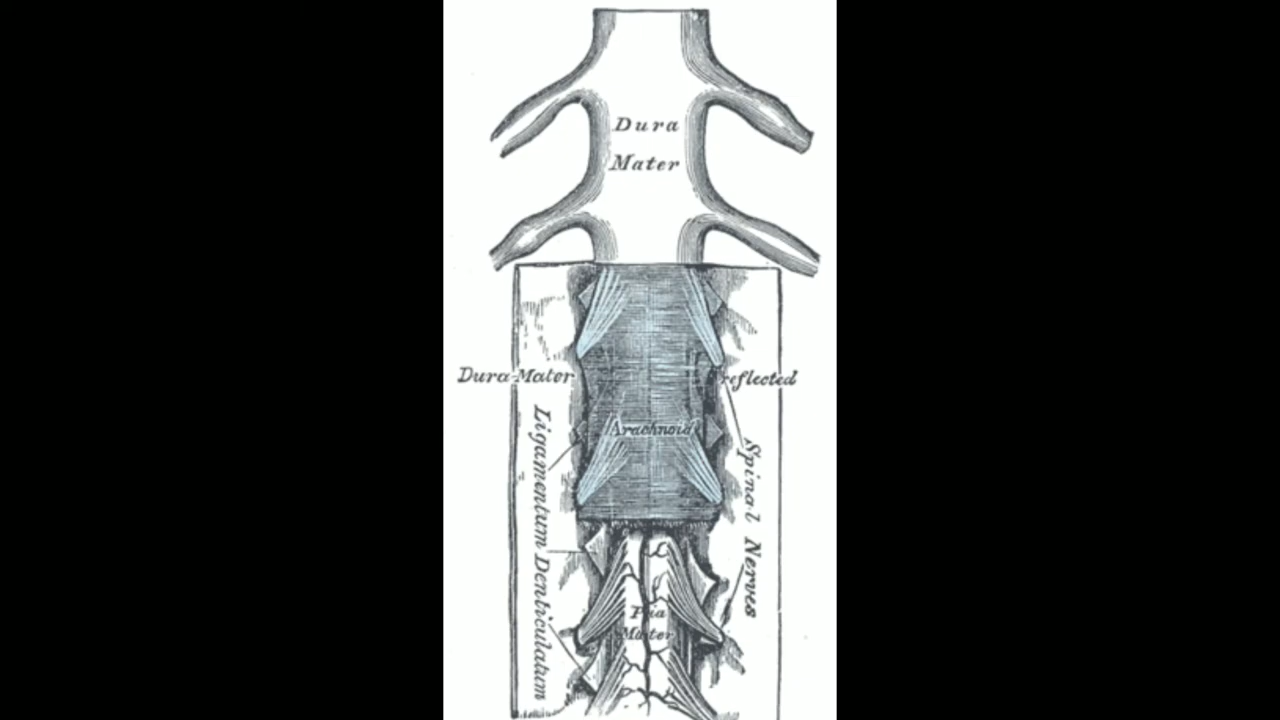 Dura
Mater
Dura Mater
reflected
Arachnoid
Ligamentum Denticulatum
Spinal Nerves
Pia
Mater